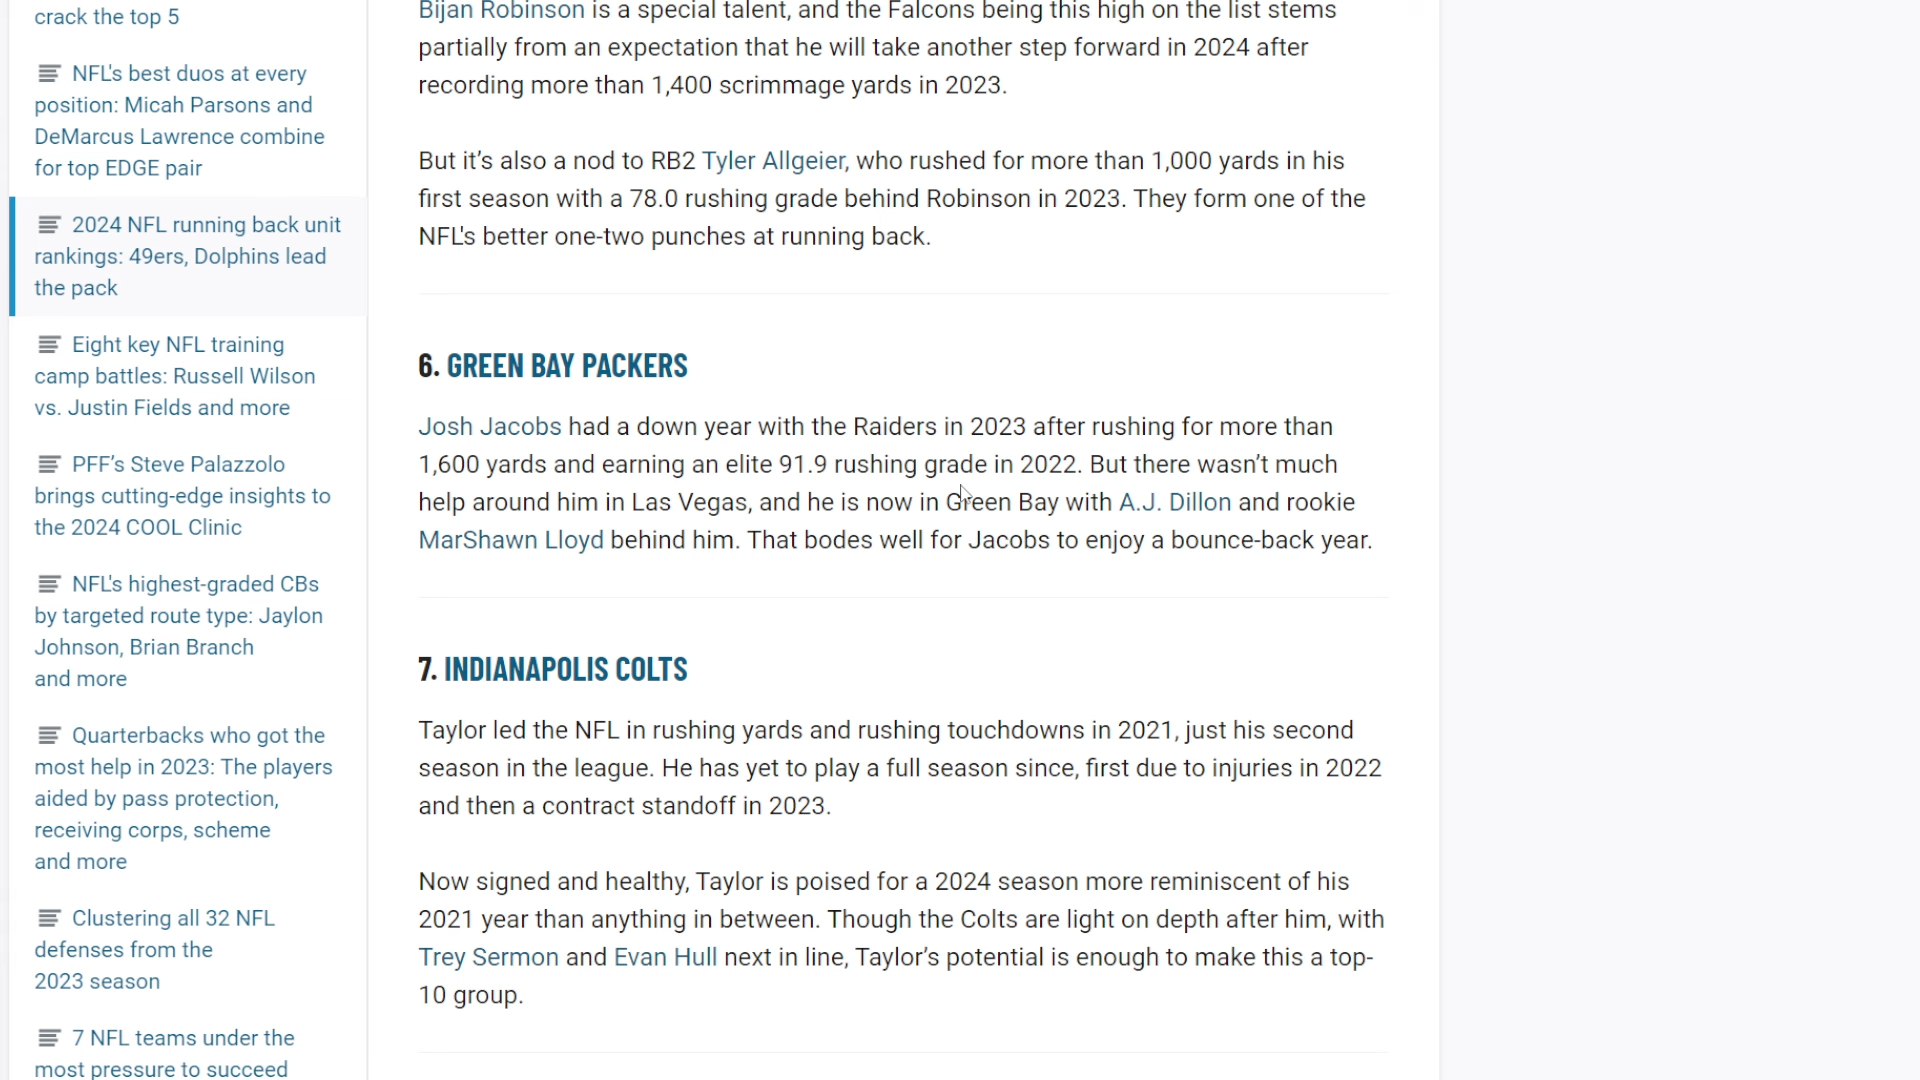 crack the top 5
NFL's best duos at every
position: Micah Parsons and
DeMarcus Lawrence combine
for top EDGE pair
2024 NFL running back unit
rankings: 49ers, Dolphins lead
the pack
Eight key NFL training
camp battles: Russell Wilson
vs. Justin Fields and more
PFF’s Steve Palazzolo
brings cutting-edge insights to
the 2024 COOL Clinic
NFL's highest-graded CBs
by targeted route type: Jaylon
Johnson, Brian Branch
and more
Quarterbacks who got the
most help in 2023: The players
aided by pass protection,
receiving corps, scheme
and more
Clustering all 32 NFL
defenses from the
2023 season
7 NFL teams under the
most pressure to succeed
Bijan Robinson is a special talent, and the Falcons being this high on the list stems
partially from an expectation that he will take another step forward in 2024 after
recording more than 1,400 scrimmage yards in 2023.
But it’s also a nod to RB2 Tyler Allgeier, who rushed for more than 1,000 yards in his
first season with a 78.0 rushing grade behind Robinson in 2023. They form one of the
NFL's better one-two punches at running back.
6. GREEN BAY PACKERS
Josh Jacobs had a down year with the Raiders in 2023 after rushing for more than
1,600 yards and earning an elite 91.9 rushing grade in 2022. But there wasn’t much
help around him in Las Vegas, and he is now in Green Bay with A.J. Dillon and rookie
MarShawn Lloyd behind him. That bodes well for Jacobs to enjoy a bounce-back year.
7. INDIANAPOLIS COLTS
Taylor led the NFL in rushing yards and rushing touchdowns in 2021, just his second
season in the league. He has yet to play a full season since, first due to injuries in 2022
and then a contract standoff in 2023.
Now signed and healthy, Taylor is poised for a 2024 season more reminiscent of his
2021 year than anything in between. Though the Colts are light on depth after him, with
Trey Sermon and Evan Hull next in line, Taylor’s potential is enough to make this a top-
10 group.